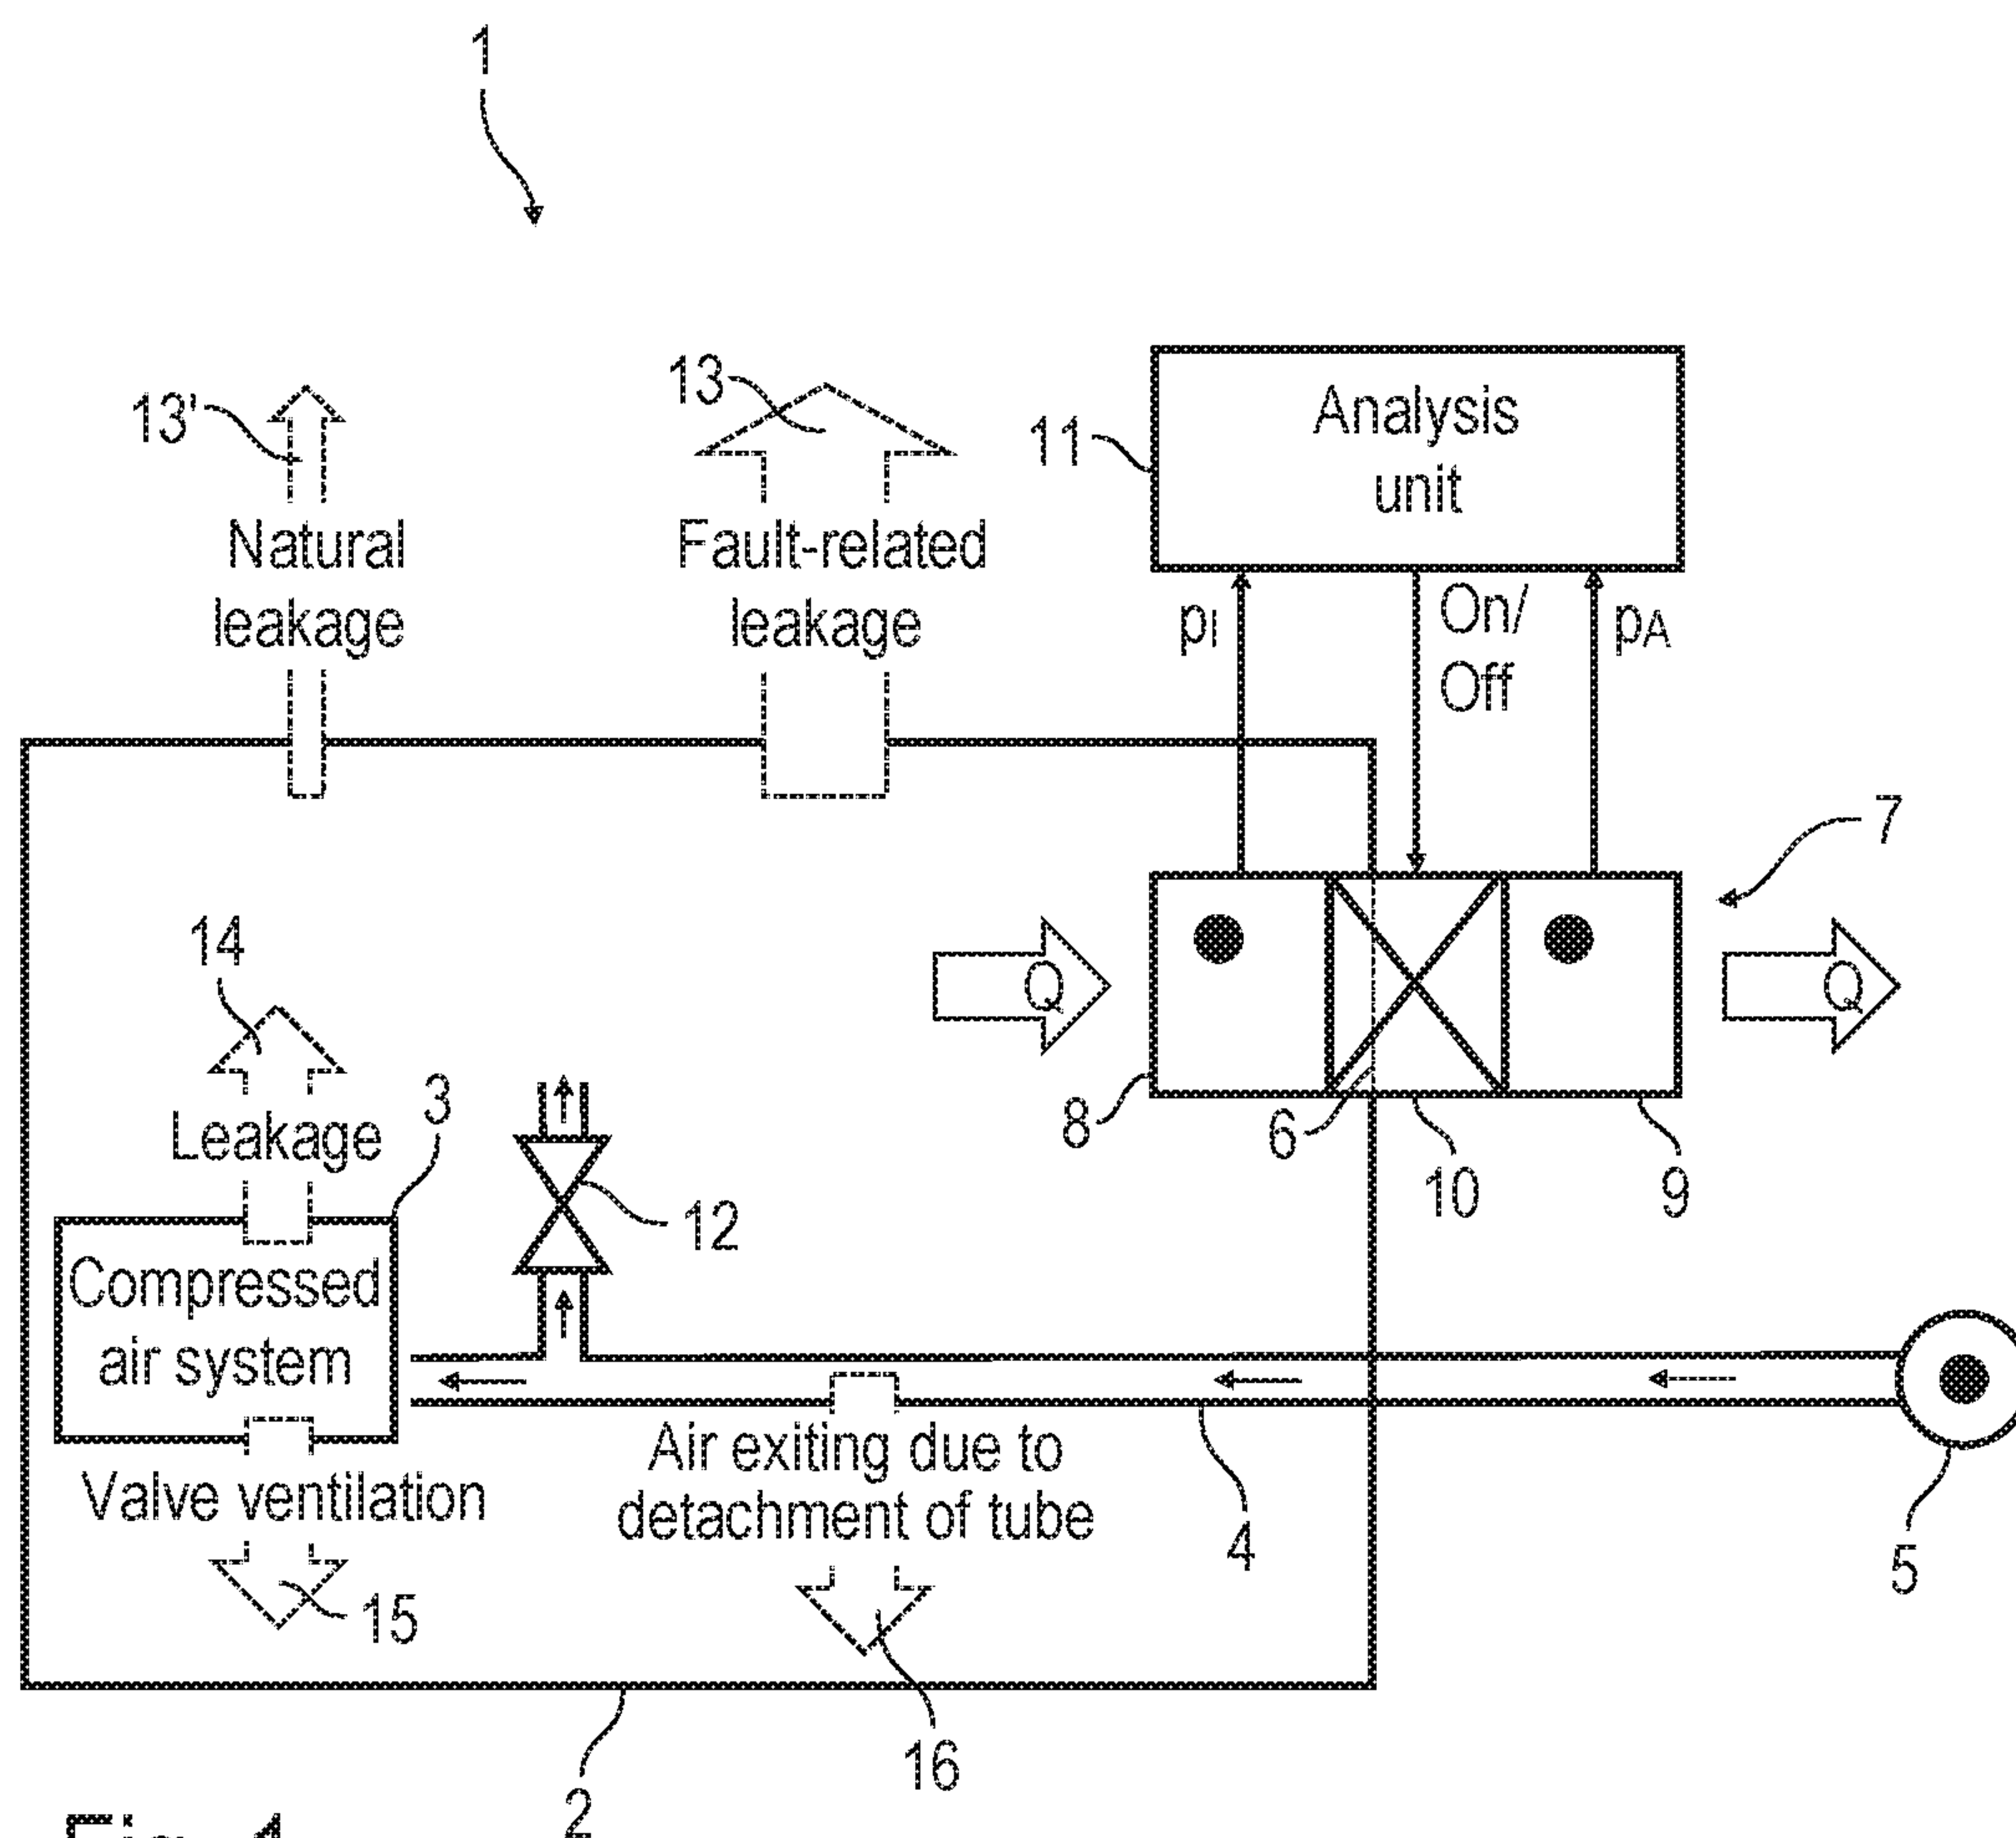 1
13'
13
11
Analysis
unit
Natural
leakage
Fault-related
leakage
pI
On/
Off
pA
7
14
Q
Q
Leakage
3
8
6
10
9
12
Compressed
air system
Valve ventilation
Air exiting due to
detachment of tube
4
5
15
16
2
Fig. 1